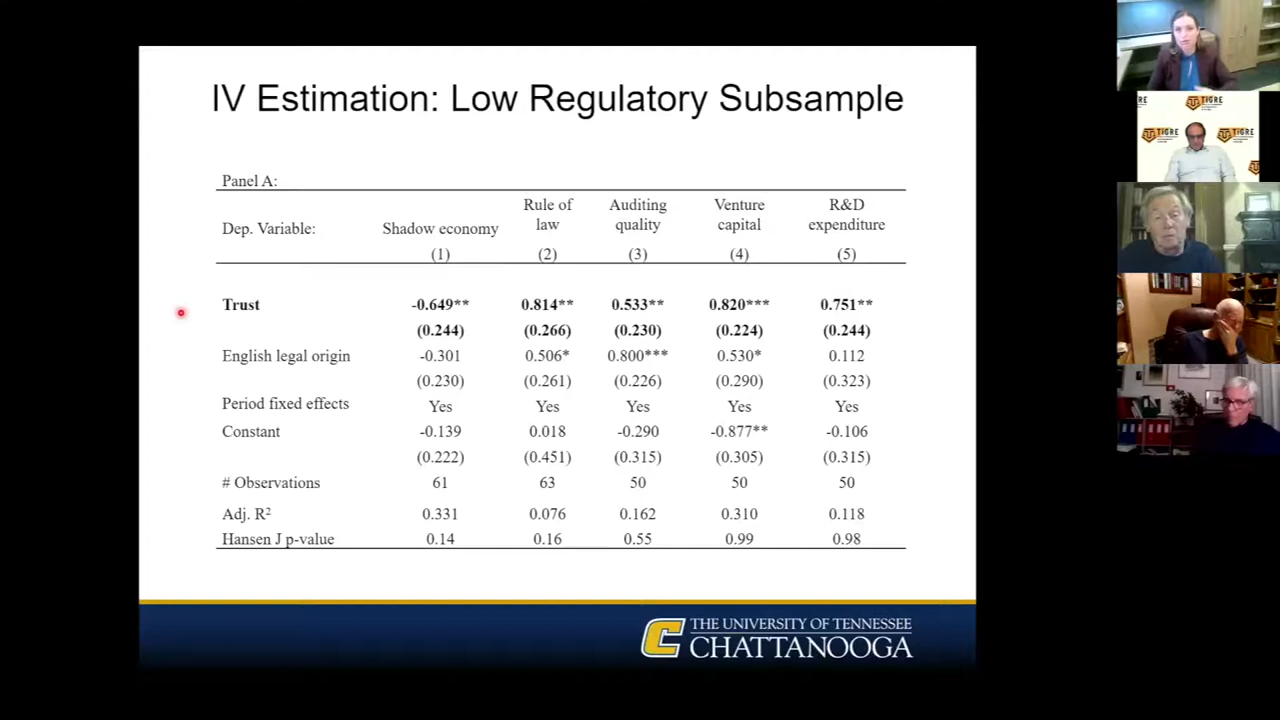 IV Estimation: Low Regulatory Subsample
Panel A:
Dep. Variable: Shadow economy Rule of law Auditing quality Venture capital R&D expenditure
(1) (2) (3) (4) (5)
Trust -0.649** 0.814** 0.533** 0.820*** 0.751**
(0.244) (0.266) (0.230) (0.224) (0.244)
English legal origin -0.301 0.506* 0.800*** 0.530* 0.112
(0.230) (0.261) (0.226) (0.290) (0.323)
Period fixed effects Yes Yes Yes Yes Yes
Constant -0.139 0.018 -0.290 -0.877** -0.106
(0.222) (0.451) (0.315) (0.305) (0.315)
# Observations 61 63 50 50 50
Adj. R² 0.331 0.076 0.162 0.310 0.118
Hansen J p-value 0.14 0.16 0.55 0.99 0.98
C THE UNIVERSITY OF TENNESSEE
CHATTANOOGA
TIGRE
TIGRE
TIGRE